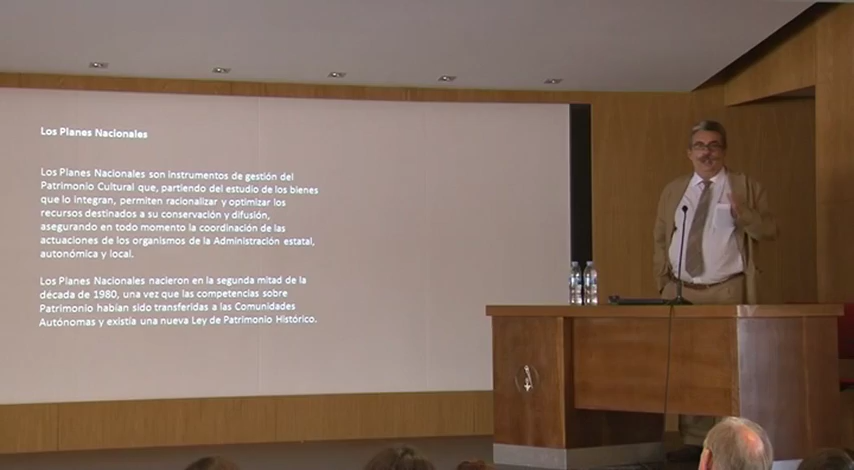 Los Planes Nacionales
Los Planes Nacionales son instrumentos de gestión del
Patrimonio Cultural que, partiendo del estudio de los bienes
que lo integran, permiten racionalizar y optimizar los
recursos destinados a su conservación y difusión,
asegurando en todo momento la coordinación de las
actuaciones de los organismos de la Administración estatal,
autonómica y local.
Los Planes Nacionales nacieron en la segunda mitad de la
década de 1980, una vez que las competencias sobre
Patrimonio habían sido transferidas a las Comunidades
Autónomas y existía una nueva Ley de Patrimonio Histórico.